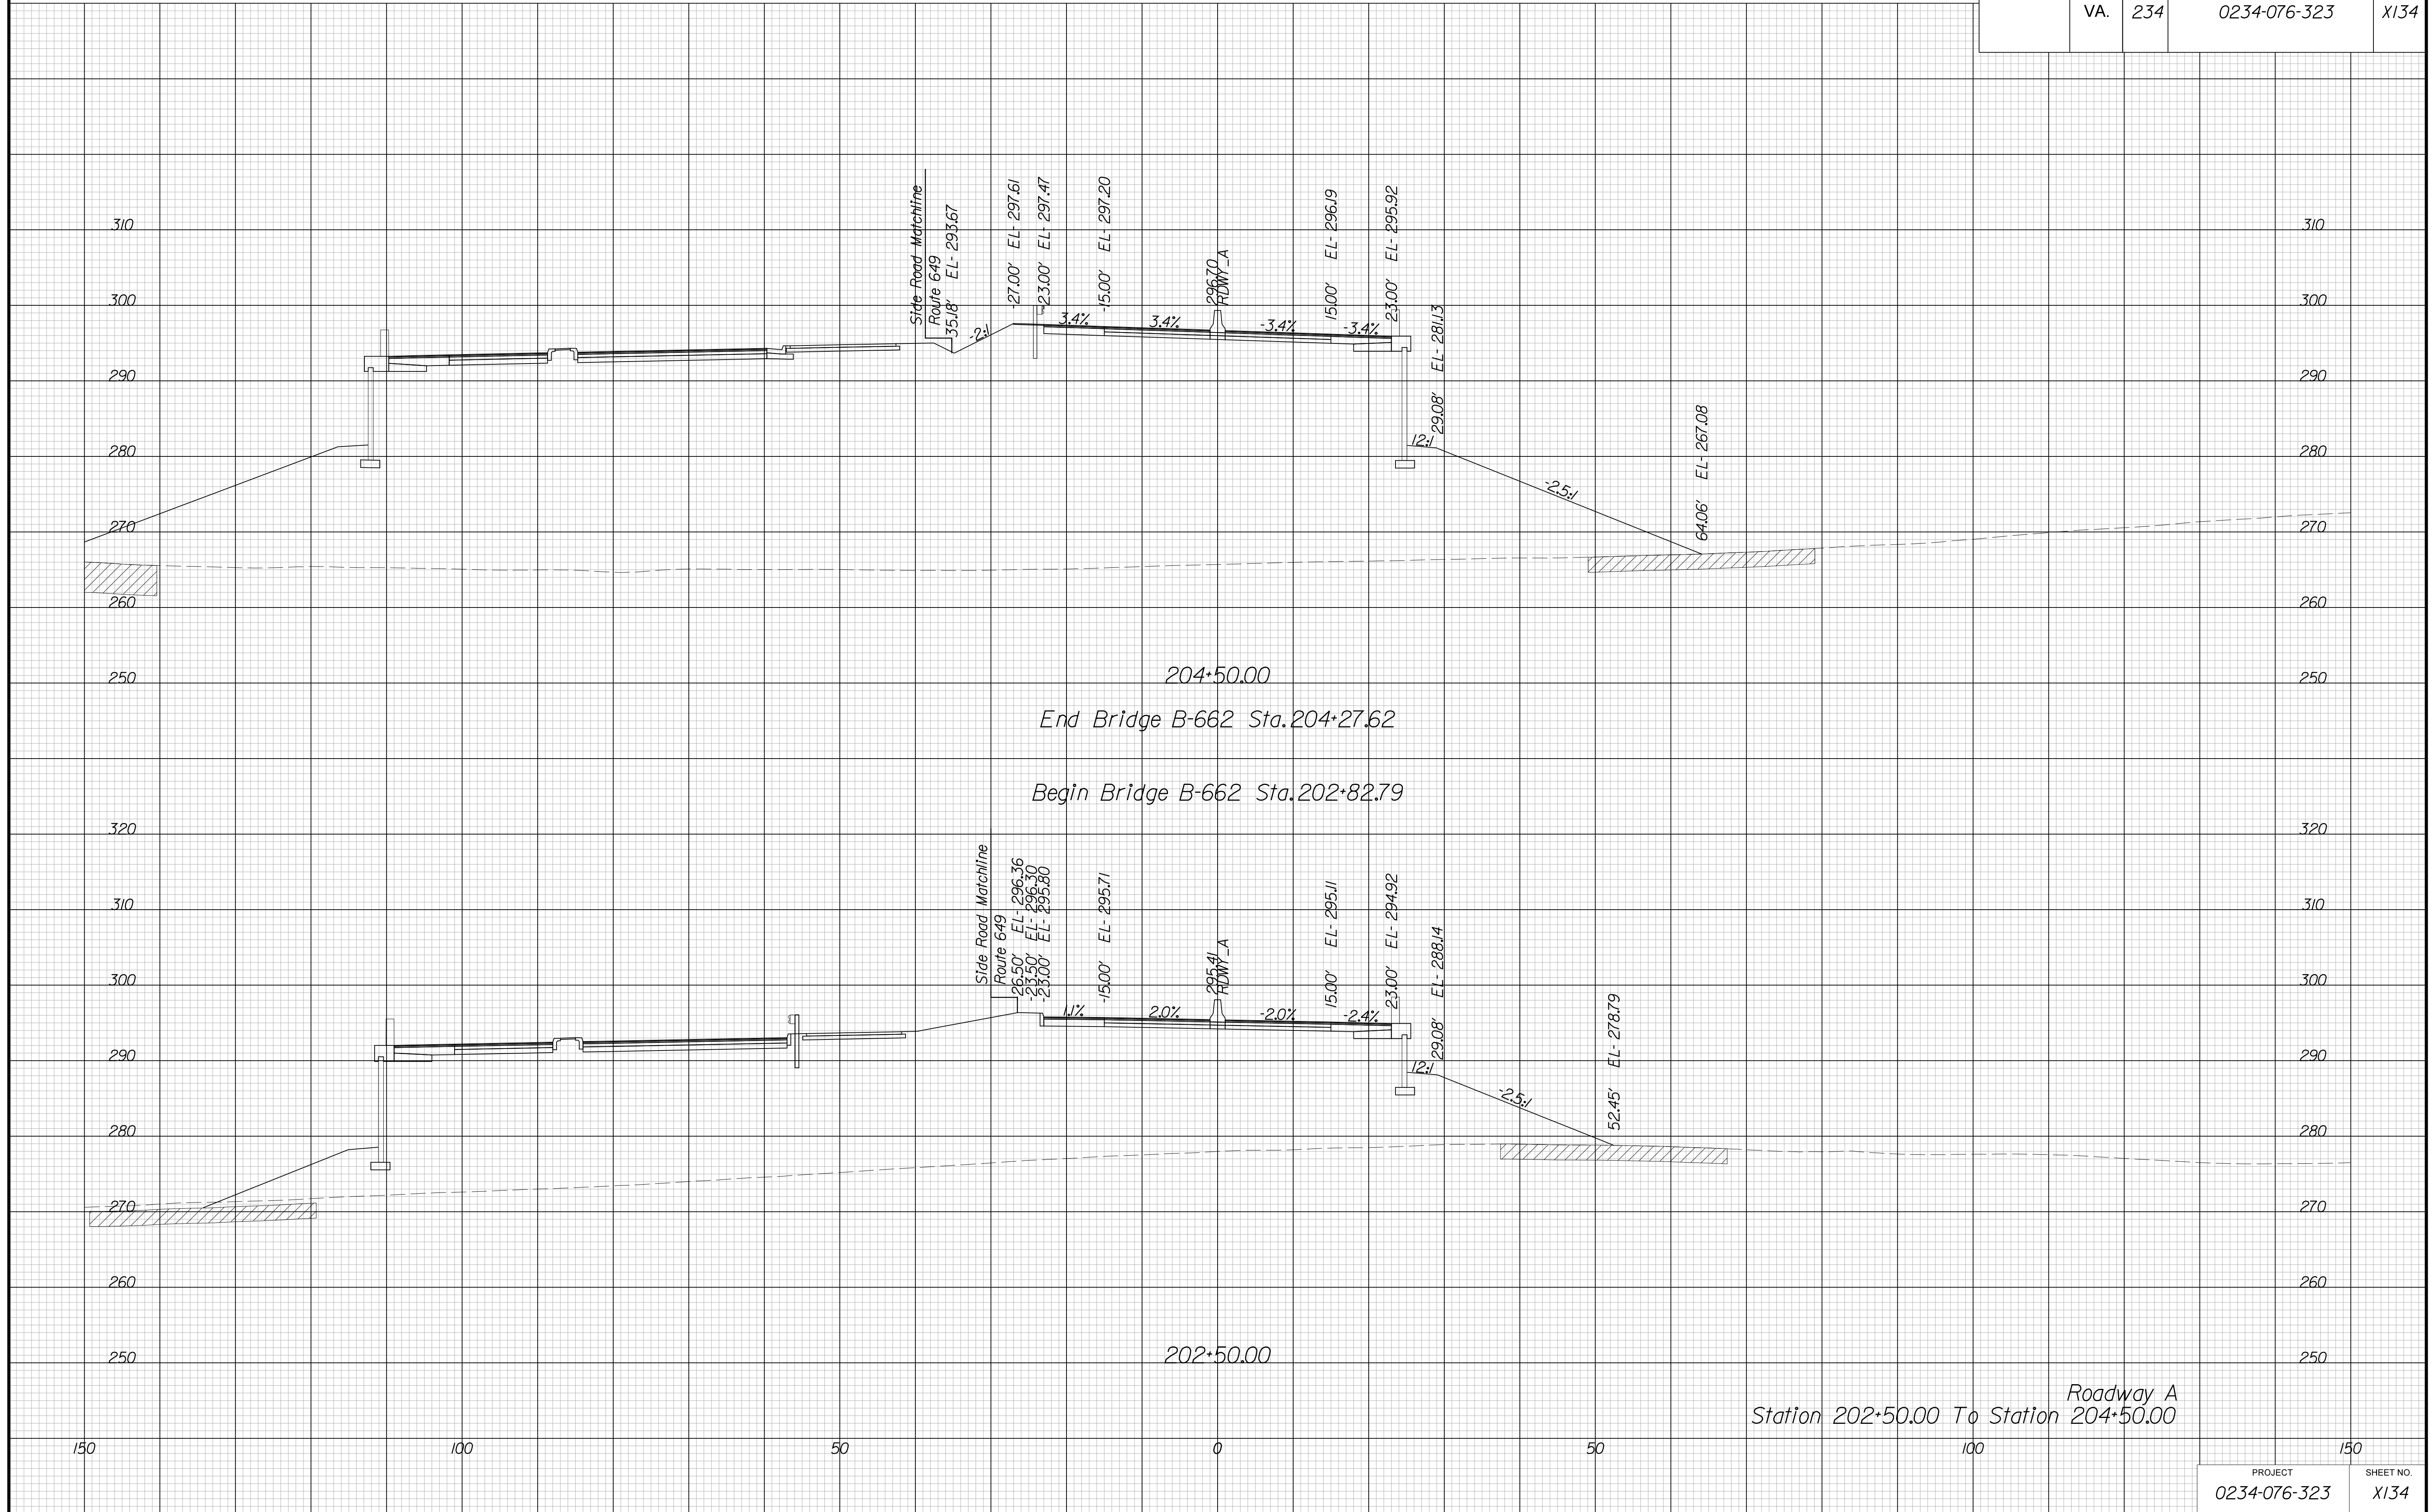 VA. 234 0234-076-323 X134
Side Road Matchline
Route 649
35.18' EL- 293.67
-27.00' EL- 297.61
-23.00' EL- 297.47
-15.00' EL- 297.20
296.70
RDWY_A
15.00' EL- 296.19
23.00' EL- 295.92
29.08' EL- 281.13
64.06' EL- 267.08
310 310
300 300
-2:1 3.4% 3.4% -3.4% -3.4%
290 290
12:1
280 280
-2.5:1
270 270
260 260
250 250
204+50.00
End Bridge B-662 Sta. 204+27.62
Begin Bridge B-662 Sta. 202+82.79
320 320
Side Road Matchline
Route 649
-26.50' EL- 296.36
-23.50' EL- 296.30
-23.00' EL- 295.80
-15.00' EL- 295.71
295.41
RDWY_A
15.00' EL- 295.11
23.00' EL- 294.92
29.08' EL- 288.14
52.45' EL- 278.79
310 310
300 300
1.1% 2.0% -2.0% -2.4%
290 290
12:1
-2.5:1
280 280
270 270
260 260
250 250
202+50.00
Roadway A
Station 202+50.00 To Station 204+50.00
150 100 50 0 50 100 150
PROJECT SHEET NO.
0234-076-323 X134